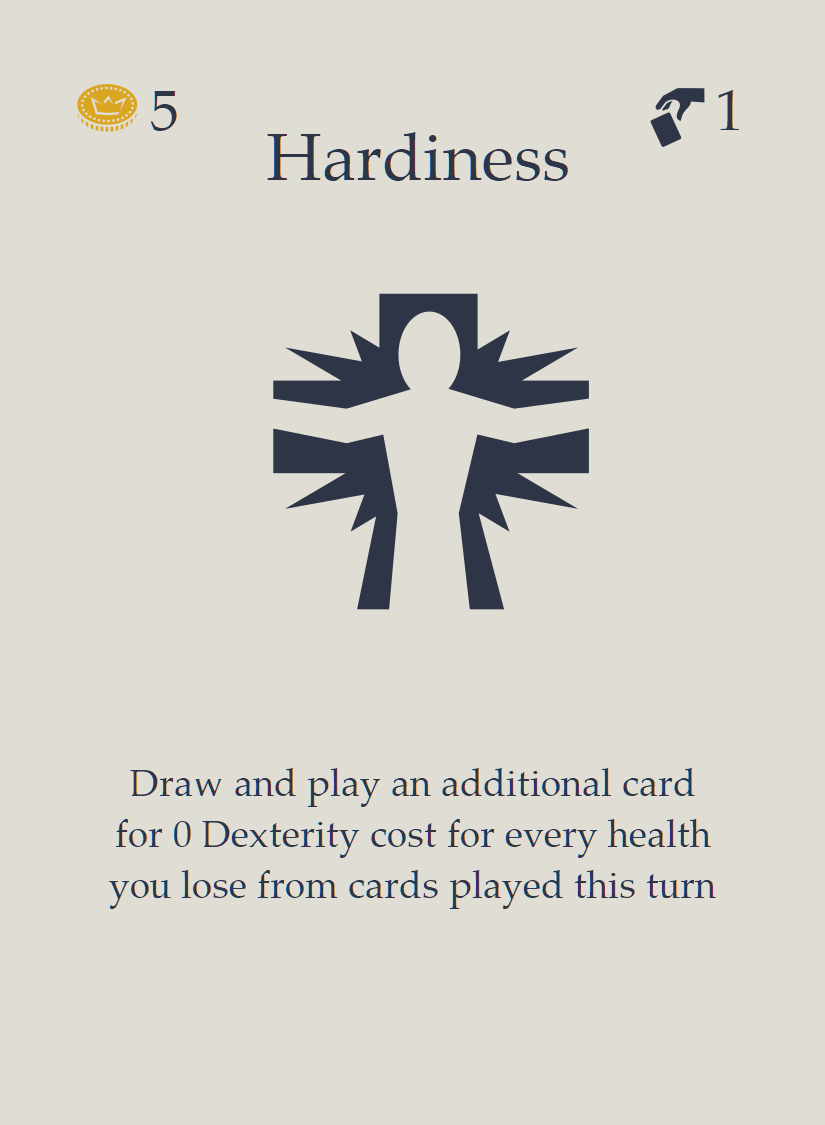 5
1
Hardiness
Draw and play an additional card
for 0 Dexterity cost for every health
you lose from cards played this turn